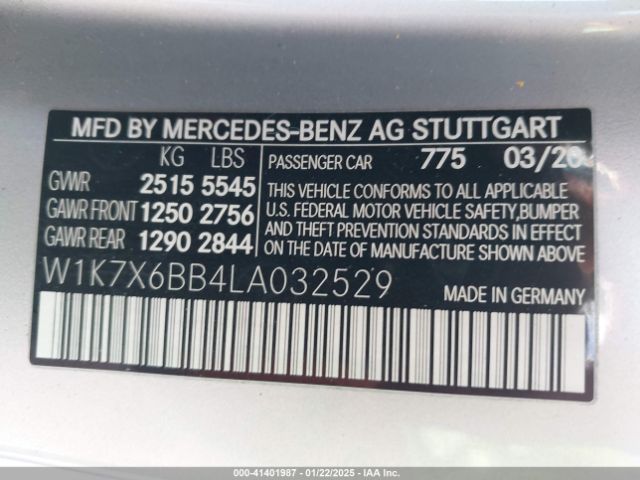 MFD BY MERCEDES-BENZ AG STUTTGART
KG LBS PASSENGER CAR 775 03/20
GVWR 2515 5545 THIS VEHICLE CONFORMS TO ALL APPLICABLE
GAWR FRONT 1250 2756 U.S. FEDERAL MOTOR VEHICLE SAFETY,BUMPER
GAWR REAR 1290 2844 AND THEFT PREVENTION STANDARDS IN EFFECT
ON THE DATE OF MANUFACTURE SHOWN ABOVE.
W1K7X6BB4LA032529 MADE IN GERMANY
000-41401987 - 01/22/2025 - IAA Inc.